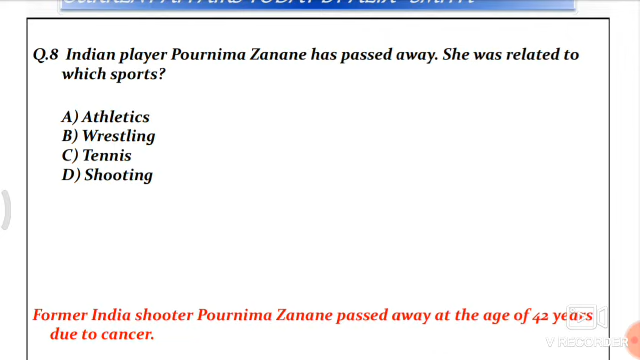 Q.8 Indian player Pournima Zanane has passed away. She was related to
which sports?
A) Athletics
B) Wrestling
C) Tennis
D) Shooting
Former India shooter Pournima Zanane passed away at the age of 42 years
due to cancer.
V RECORDER